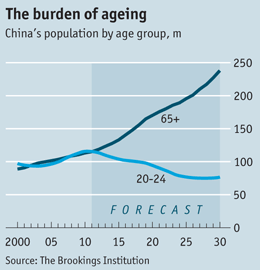 The burden of ageing
China's population by age group, m
250
200
65+
150
100
20-24
50
FORECAST
0
2000 05 10 15 20 25 30
Source: The Brookings Institution